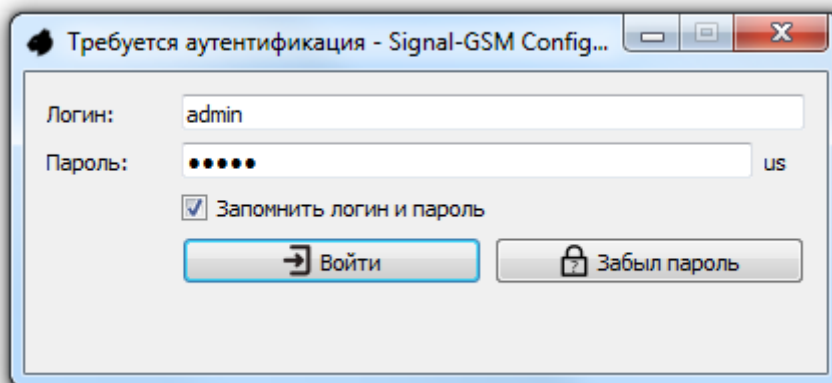 Требуется аутентификация - Signal-GSM Config...
Логин: admin
Пароль: ••••• us
Запомнить логин и пароль
Войти Забыл пароль